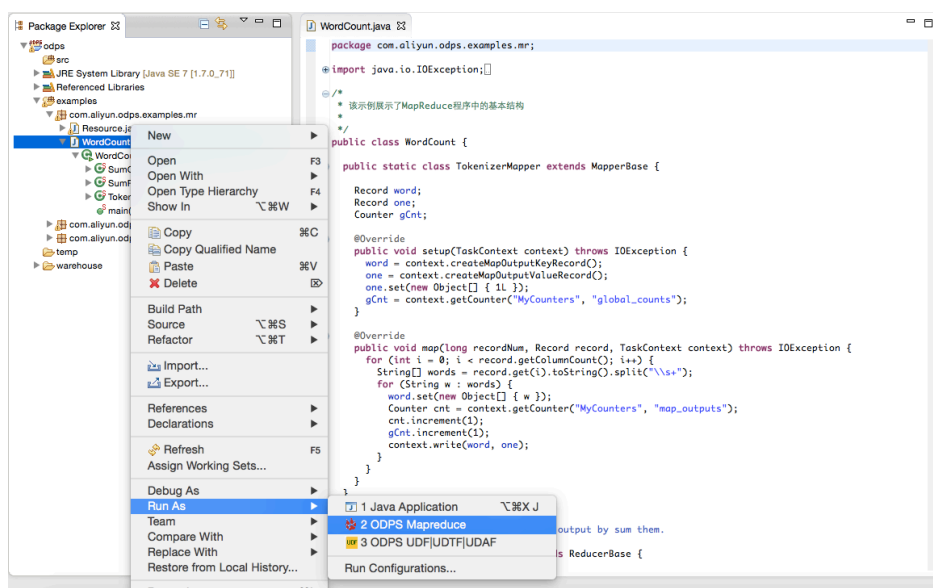 Package Explorer
odps
src
JRE System Library [Java SE 7 [1.7.0_71]]
Referenced Libraries
examples
com.aliyun.odps.examples.mr
Resource.ja
WordCount
WordCou
Sum
SumF
Token
main(
com.aliyun.od
com.aliyun.od
temp
warehouse
New
Open F3
Open With
Open Type Hierarchy F4
Show In ⌥⌘W
Copy ⌘C
Copy Qualified Name
Paste ⌘V
Delete ⌦
Build Path
Source ⌥⌘S
Refactor ⌥⌘T
Import...
Export...
References
Declarations
Refresh F5
Assign Working Sets...
Debug As
Run As
Team
Compare With
Replace With
Restore from Local History...
1 Java Application ⌥⌘X J
2 ODPS Mapreduce
UDF 3 ODPS UDF|UDTF|UDAF
Run Configurations...
WordCount.java
package com.aliyun.odps.examples.mr;
import java.io.IOException;
/*
* 该示例展示了MapReduce程序中的基本结构
*
*/
public class WordCount {
public static class TokenizerMapper extends MapperBase {
Record word;
Record one;
Counter gCnt;
@Override
public void setup(TaskContext context) throws IOException {
word = context.createMapOutputKeyRecord();
one = context.createMapOutputValueRecord();
one.set(new Object[] { 1L });
gCnt = context.getCounter("MyCounters", "global_counts");
}
@Override
public void map(long recordNum, Record record, TaskContext context) throws IOException {
for (int i = 0; i < record.getColumnCount(); i++) {
String[] words = record.get(i).toString().split("\\s+");
for (String w : words) {
word.set(new Object[] { w });
Counter cnt = context.getCounter("MyCounters", "map_outputs");
cnt.increment(1);
gCnt.increment(1);
context.write(word, one);
}
}
}
}
output by sum them.
s ReducerBase {